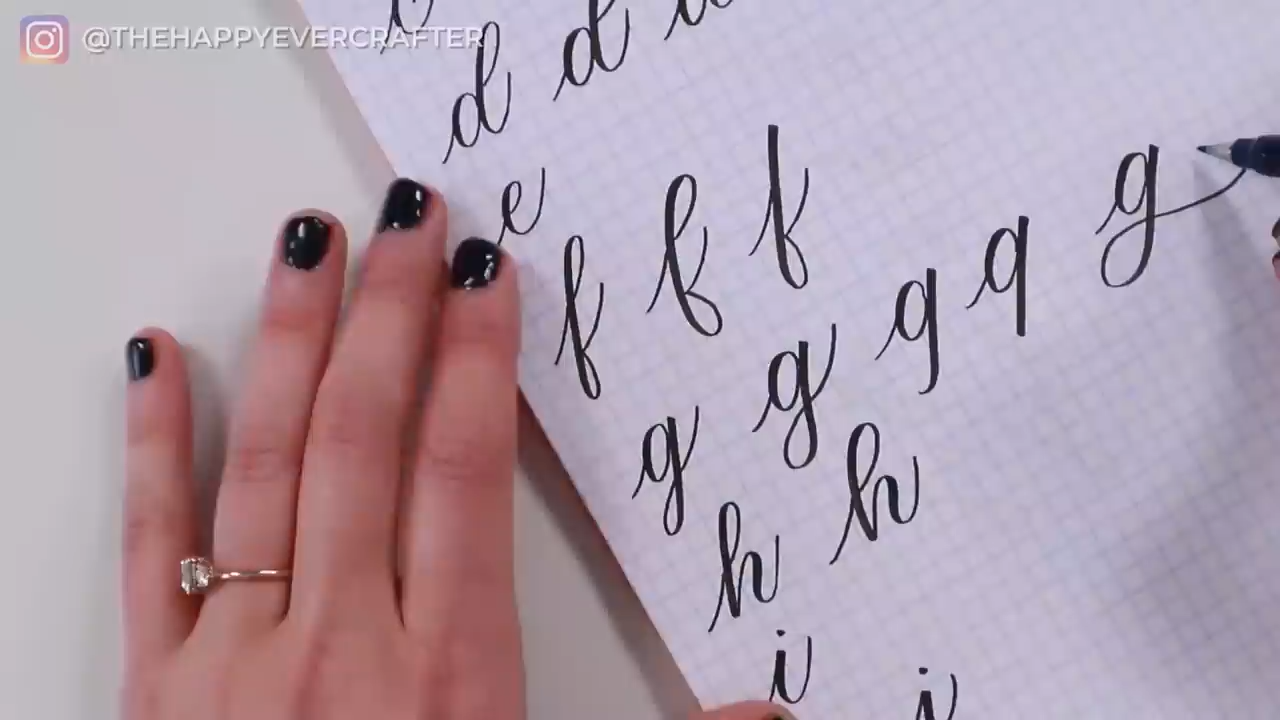 @THEHAPPYEVERCRAFTER
d d
e
f f f
g g g g g
h h
i i